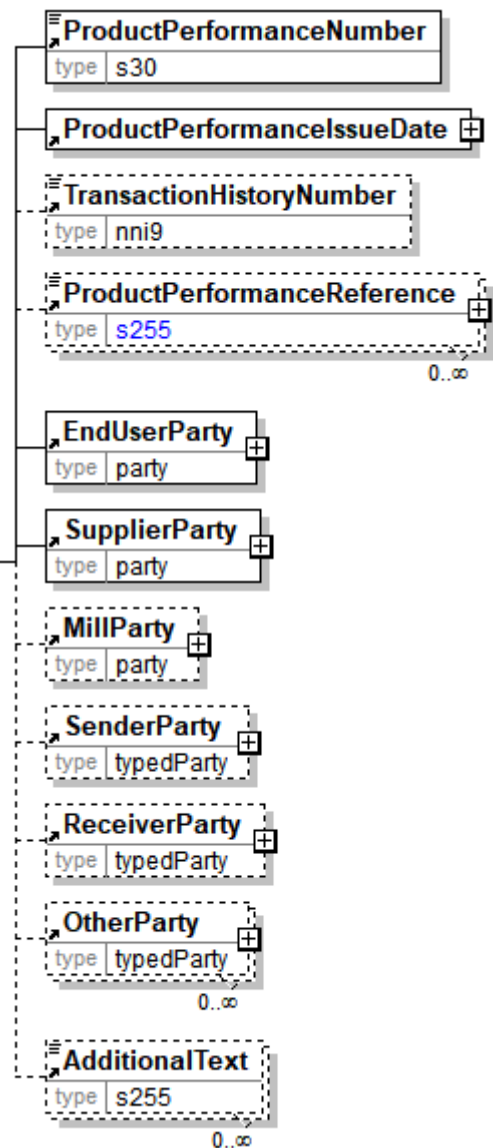 ProductPerformanceNumber
type s30
ProductPerformanceIssueDate
TransactionHistoryNumber
type nni9
ProductPerformanceReference
type s255
0..∞
EndUserParty
type party
SupplierParty
type party
MillParty
type party
SenderParty
type typedParty
ReceiverParty
type typedParty
OtherParty
type typedParty
0..∞
AdditionalText
type s255
0..∞